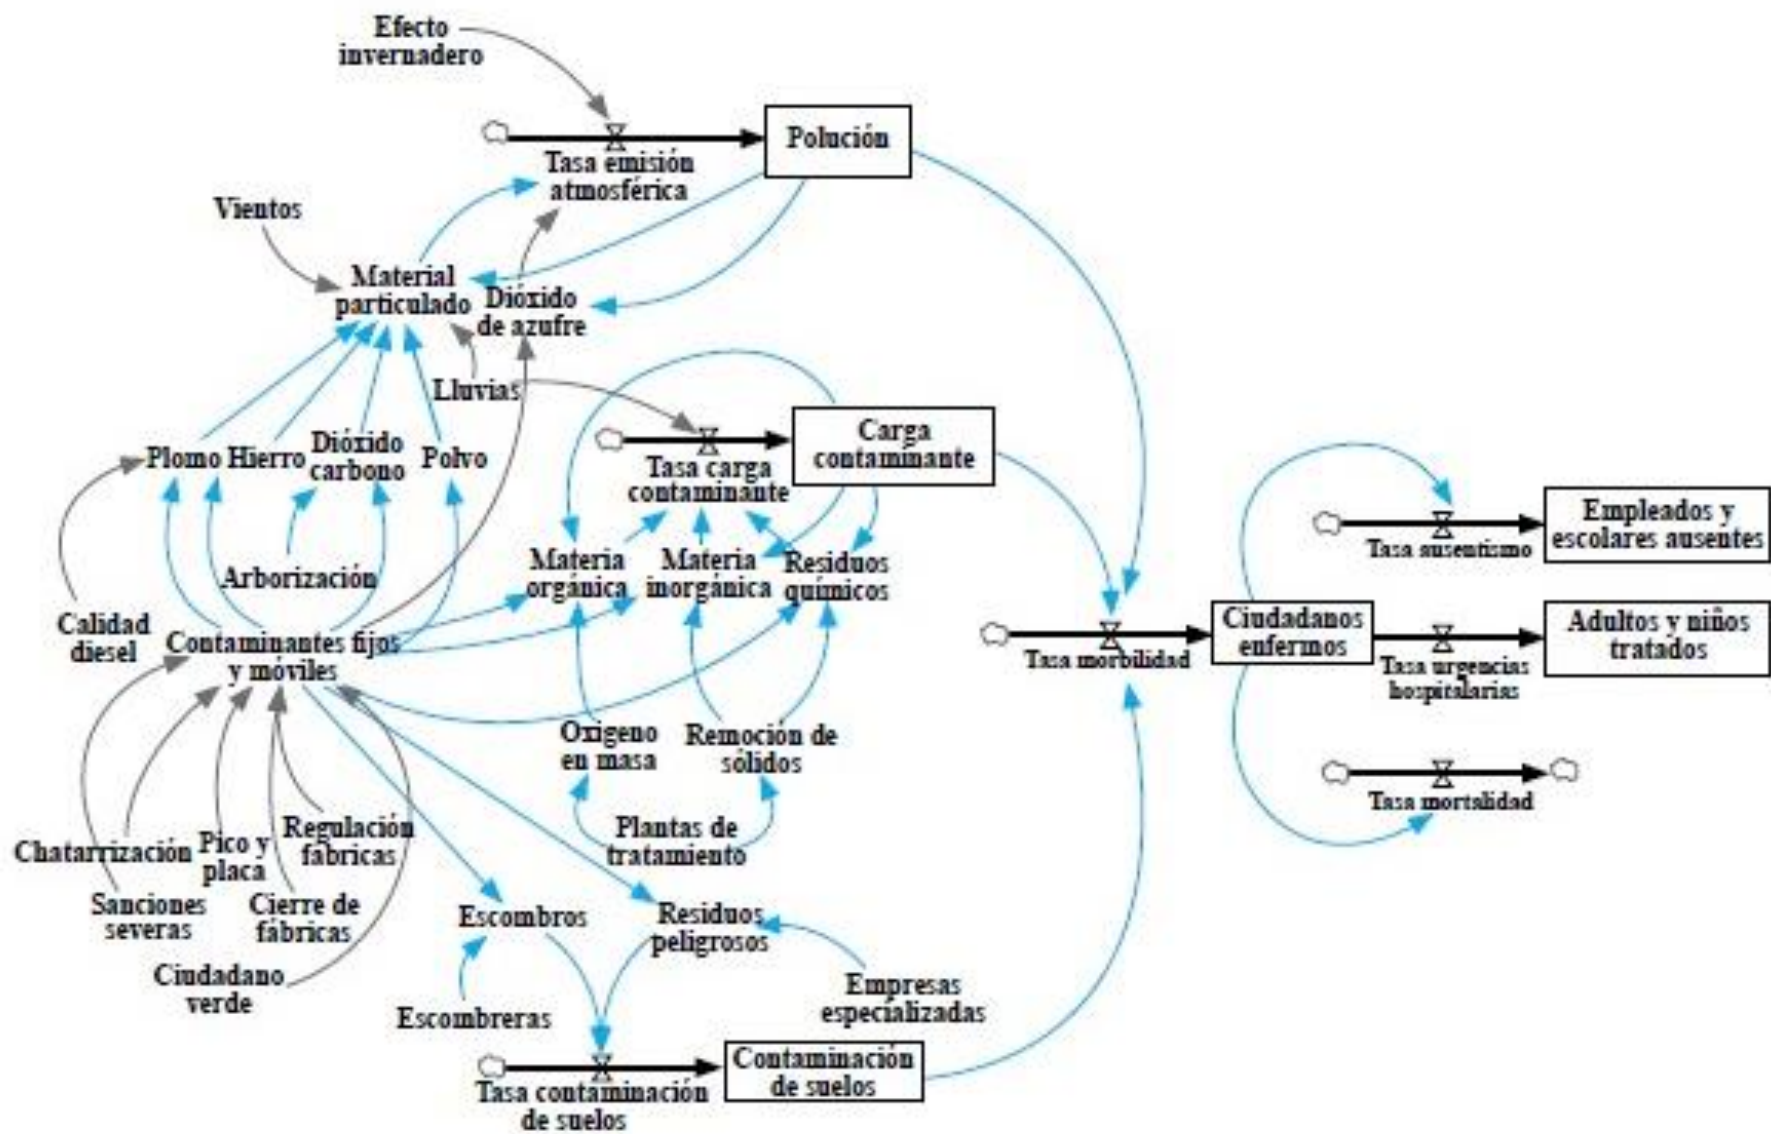 Efecto
invernadero
Polución
Tasa emisión
atmosférica
Vientos
Material
particulado
Dióxido
de azufre
Lluvias
Plomo
Hierro
Dióxido
carbono
Polvo
Carga
contaminante
Tasa carga
contaminante
Empleados y
escolares ausentes
Tasa ausentismo
Materia
orgánica
Materia
inorgánica
Residuos
químicos
Arborización
Calidad
diesel
Contaminantes fijos
y móviles
Tasa morbilidad
Ciudadanos
enfermos
Tasa urgencias
hospitalarias
Adultos y niños
tratados
Oxigeno
en masa
Remoción de
sólidos
Tasa mortalidad
Chatarrización
Pico y
placa
Regulación
fábricas
Plantas de
tratamiento
Sanciones
severas
Cierre de
fábricas
Escombros
Residuos
peligrosos
Ciudadano
verde
Escombreras
Empresas
especializadas
Tasa contaminación
de suelos
Contaminación
de suelos